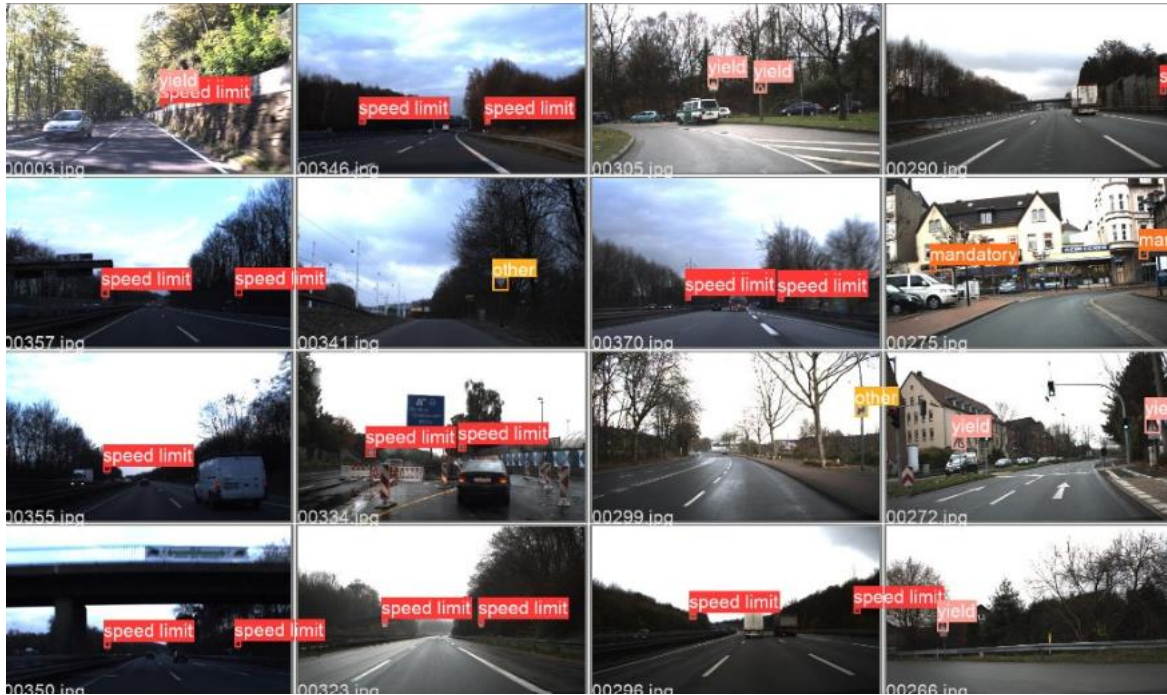 yield
speed limit
00003.jpg
speed limit
speed limit
00346.jpg
yield
yield
00305.jpg
s
00290.jpg
speed limit
speed limit
00357.jpg
other
00341.jpg
speed limit
speed limit
00370.jpg
mandatory
man
00275.jpg
speed limit
00355.jpg
speed limit
speed limit
00334.jpg
other
00299.jpg
yield
yie
00272.jpg
speed limit
speed limit
00350.jpg
speed limit
speed limit
00323.jpg
speed limit
speed limit
00296.jpg
yield
00266.jpg